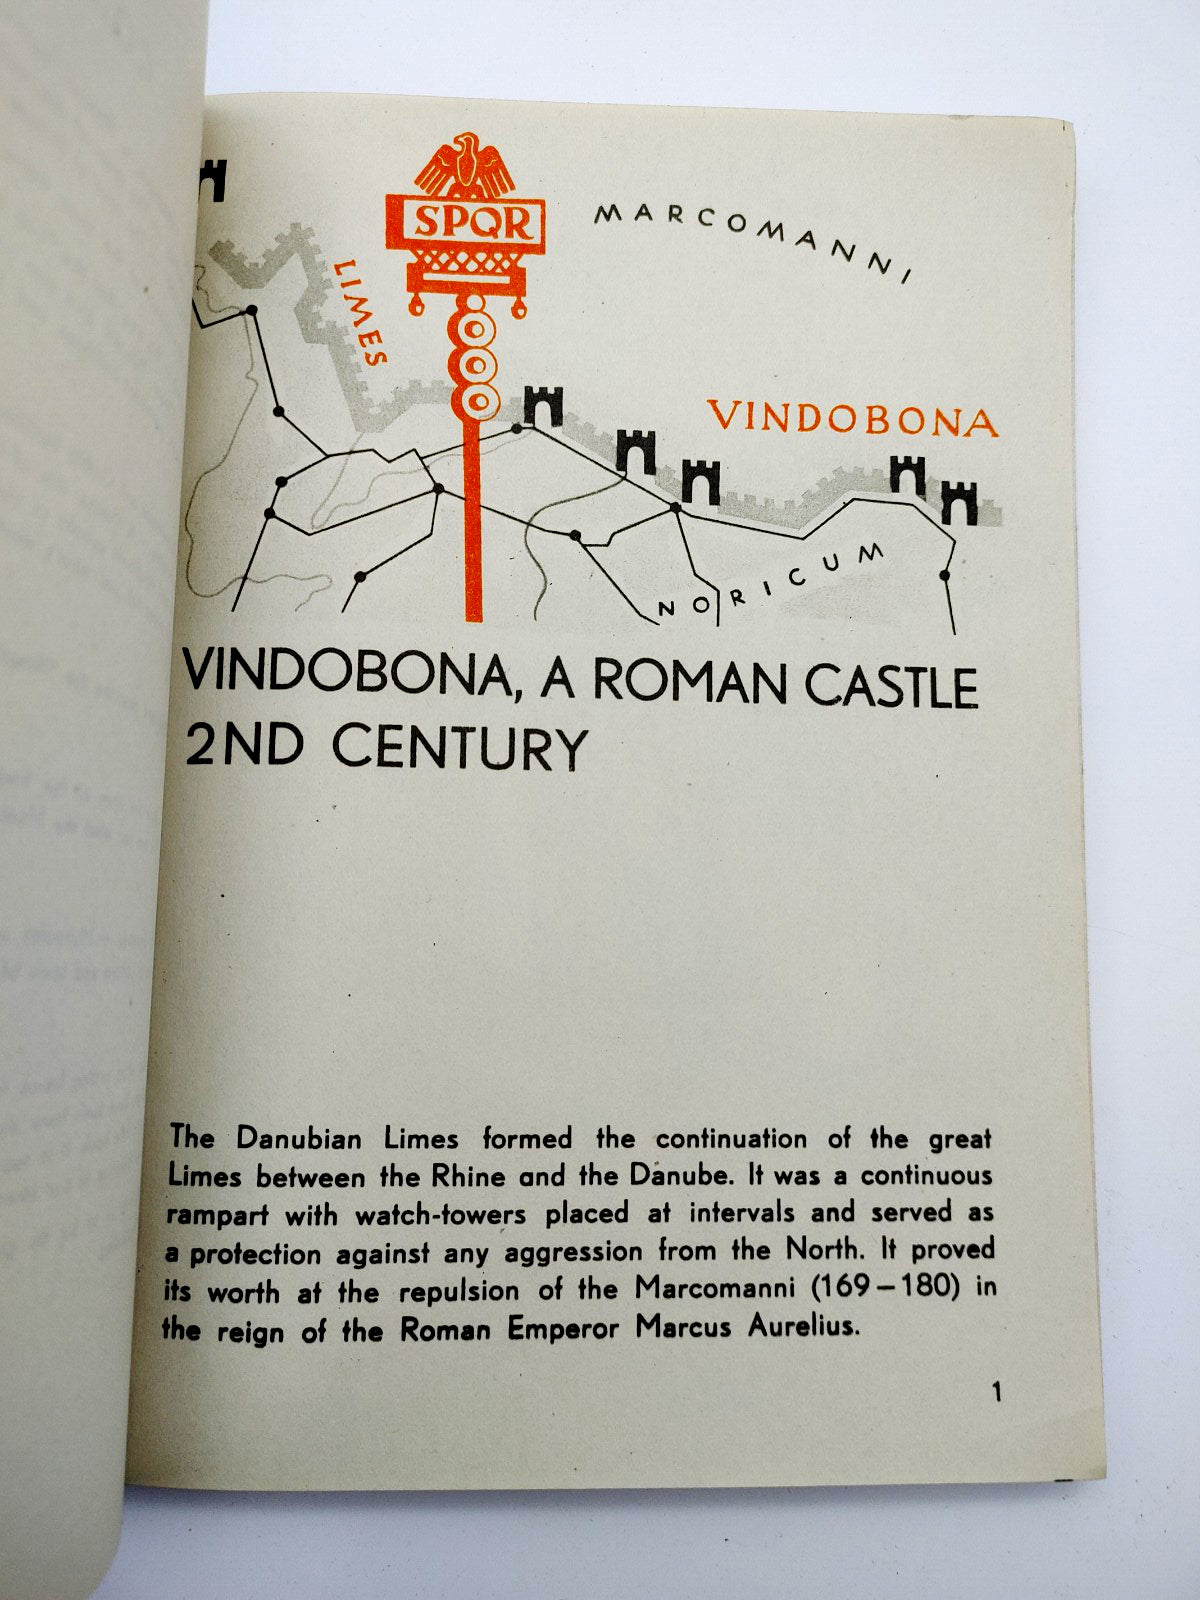 SPQR
MARCOMANNI
LIMES
VINDOBONA
NORICUM
VINDOBONA, A ROMAN CASTLE
2ND CENTURY
The Danubian Limes formed the continuation of the great
Limes between the Rhine and the Danube. It was a continuous
rampart with watch-towers placed at intervals and served as
a protection against any aggression from the North. It proved
its worth at the repulsion of the Marcomanni (169–180) in
the reign of the Roman Emperor Marcus Aurelius.
1